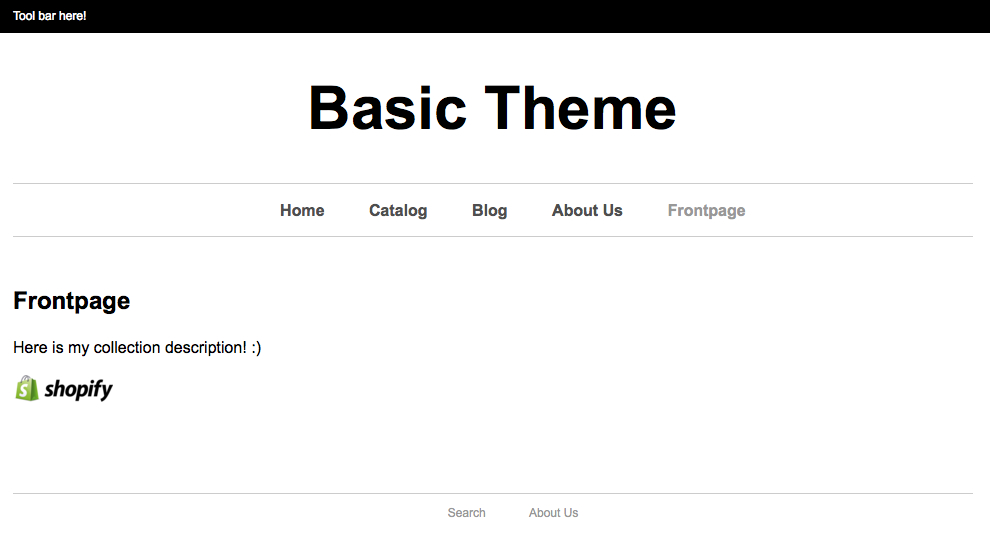 Tool bar here!
Basic Theme
Home Catalog Blog About Us Frontpage
Frontpage
Here is my collection description! :)
shopify
Search About Us